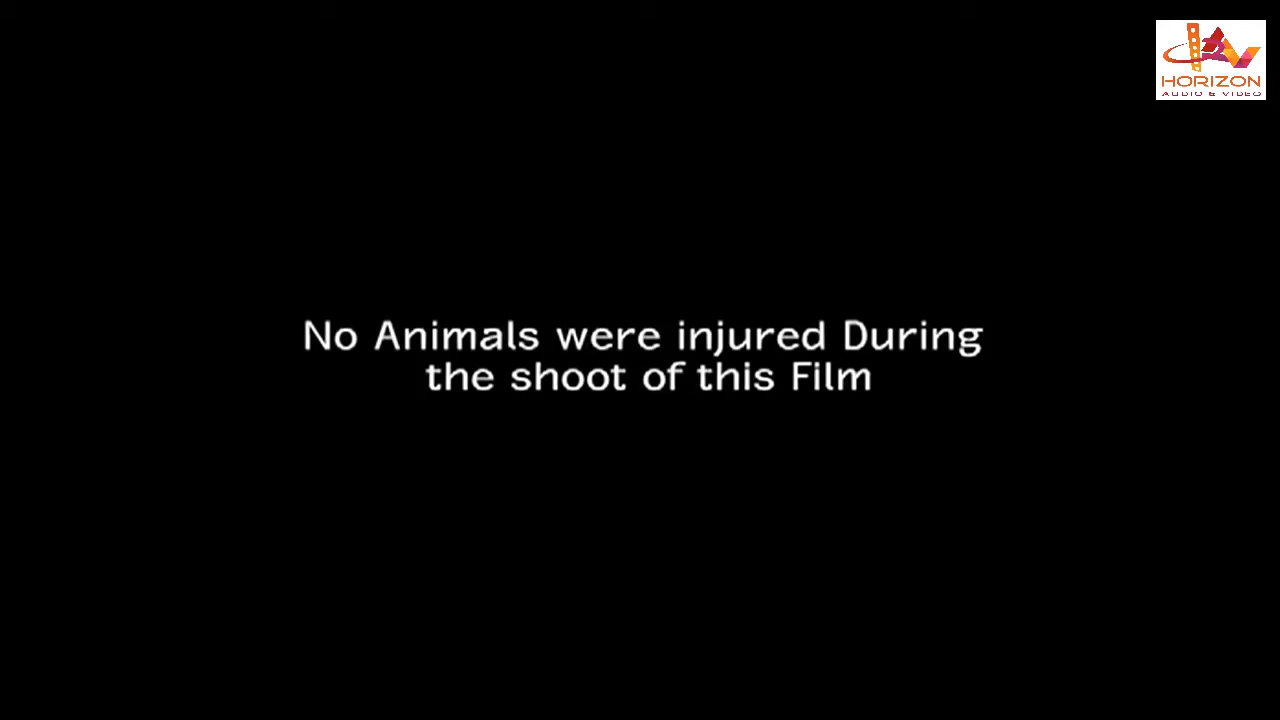 HORIZON
AUDIO & VIDEO
No Animals were injured During
the shoot of this Film